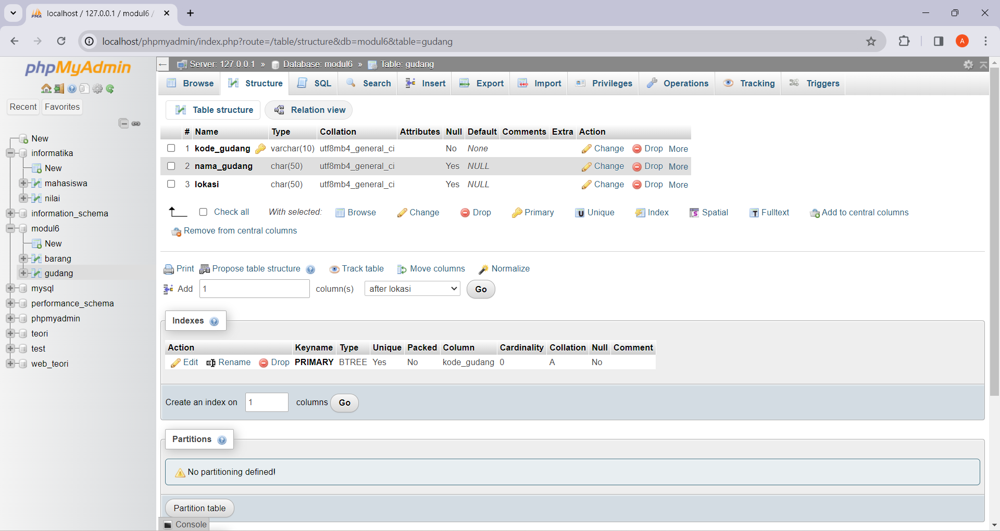 localhost / 127.0.0.1 / modul6 /
localhost/phpmyadmin/index.php?route=/table/structure&db=modul6&table=gudang
A
phpMyAdmin
Recent Favorites
New
informatika
New
mahasiswa
nilai
information_schema
modul6
New
barang
gudang
mysql
performance_schema
phpmyadmin
teori
test
web_teori
Server: 127.0.0.1 » Database: modul6 » Table: gudang
Browse Structure SQL Search Insert Export Import Privileges Operations Tracking Triggers
Table structure Relation view
# Name Type Collation Attributes Null Default Comments Extra Action
1 kode_gudang varchar(10) utf8mb4_general_ci No None Change Drop More
2 nama_gudang char(50) utf8mb4_general_ci Yes NULL Change Drop More
3 lokasi char(50) utf8mb4_general_ci Yes NULL Change Drop More
Check all With selected: Browse Change Drop Primary Unique Index Spatial Fulltext Add to central columns
Remove from central columns
Print Propose table structure Track table Move columns Normalize
Add 1 column(s) after lokasi Go
Indexes
Action Keyname Type Unique Packed Column Cardinality Collation Null Comment
Edit Rename Drop PRIMARY BTREE Yes No kode_gudang 0 A No
Create an index on 1 columns Go
Partitions
No partitioning defined!
Partition table
Console